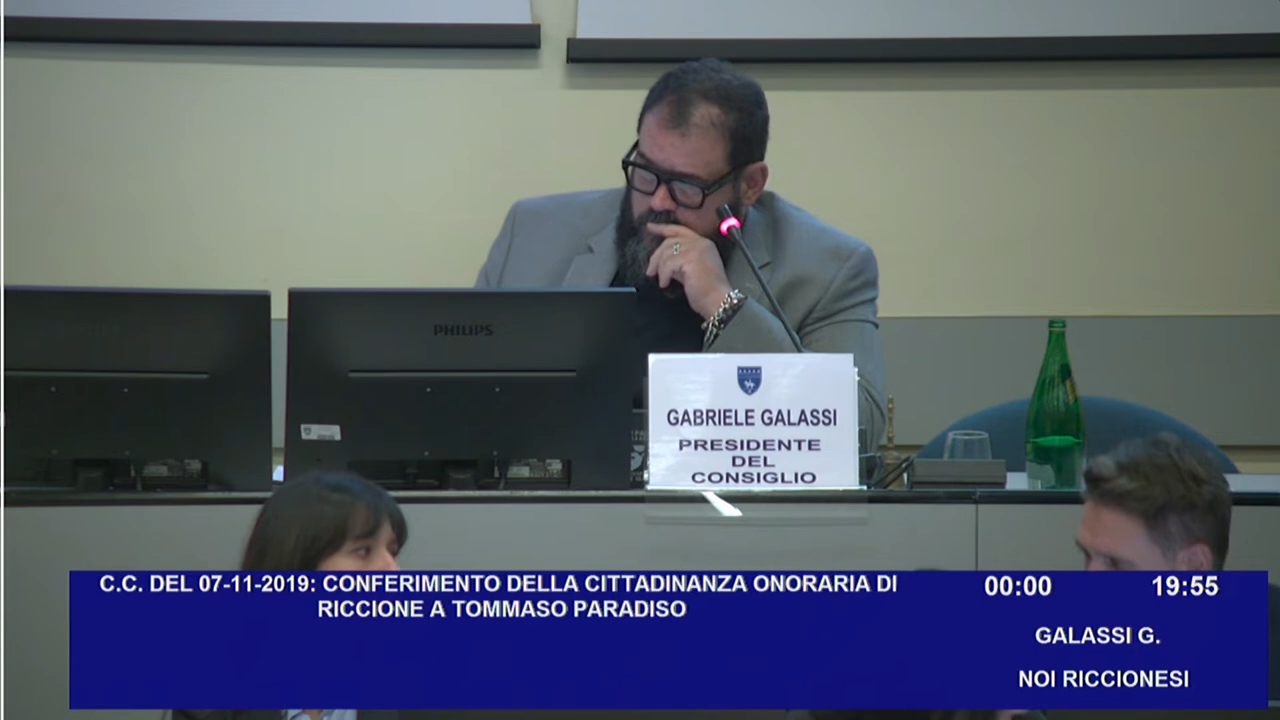 PHILIPS
GABRIELE GALASSI
PRESIDENTE
DEL
CONSIGLIO
C.C. DEL 07-11-2019: CONFERIMENTO DELLA CITTADINANZA ONORARIA DI
RICCIONE A TOMMASO PARADISO
00:00
19:55
GALASSI G.
NOI RICCIONESI